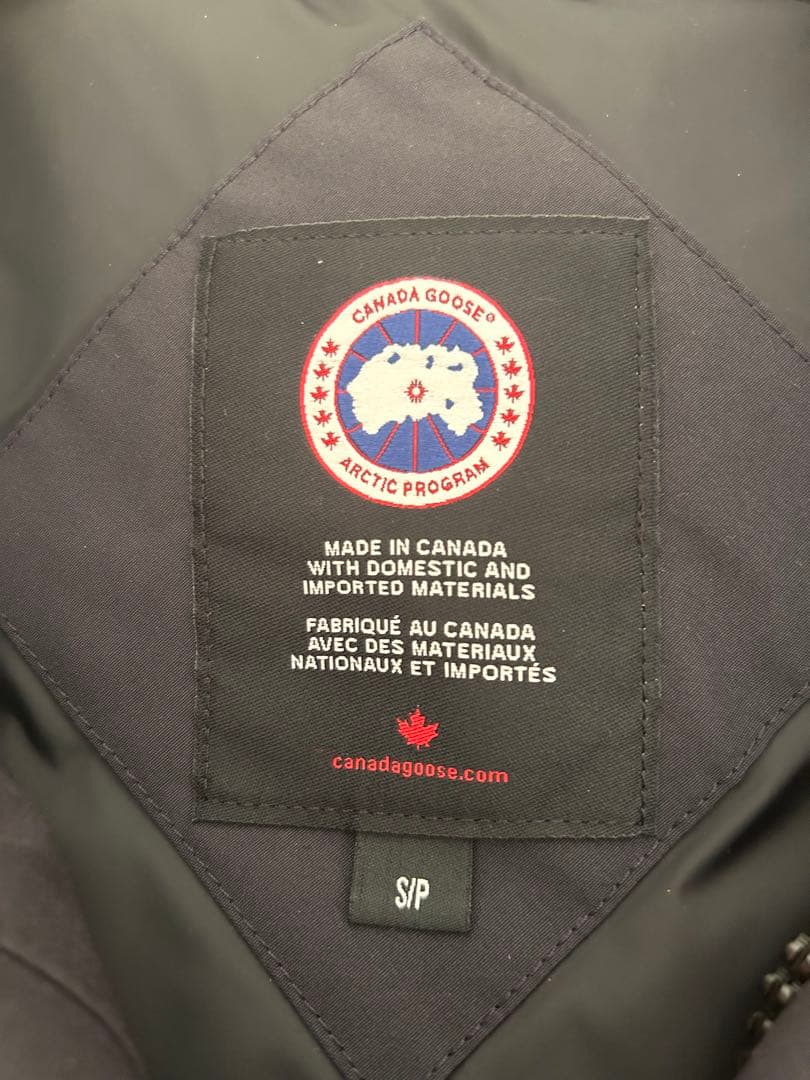 CANADA GOOSE®
ARCTIC PROGRAM
MADE IN CANADA
WITH DOMESTIC AND
IMPORTED MATERIALS
FABRIQUÉ AU CANADA
AVEC DES MATERIAUX
NATIONAUX ET IMPORTÉS
canadagoose.com
S/P